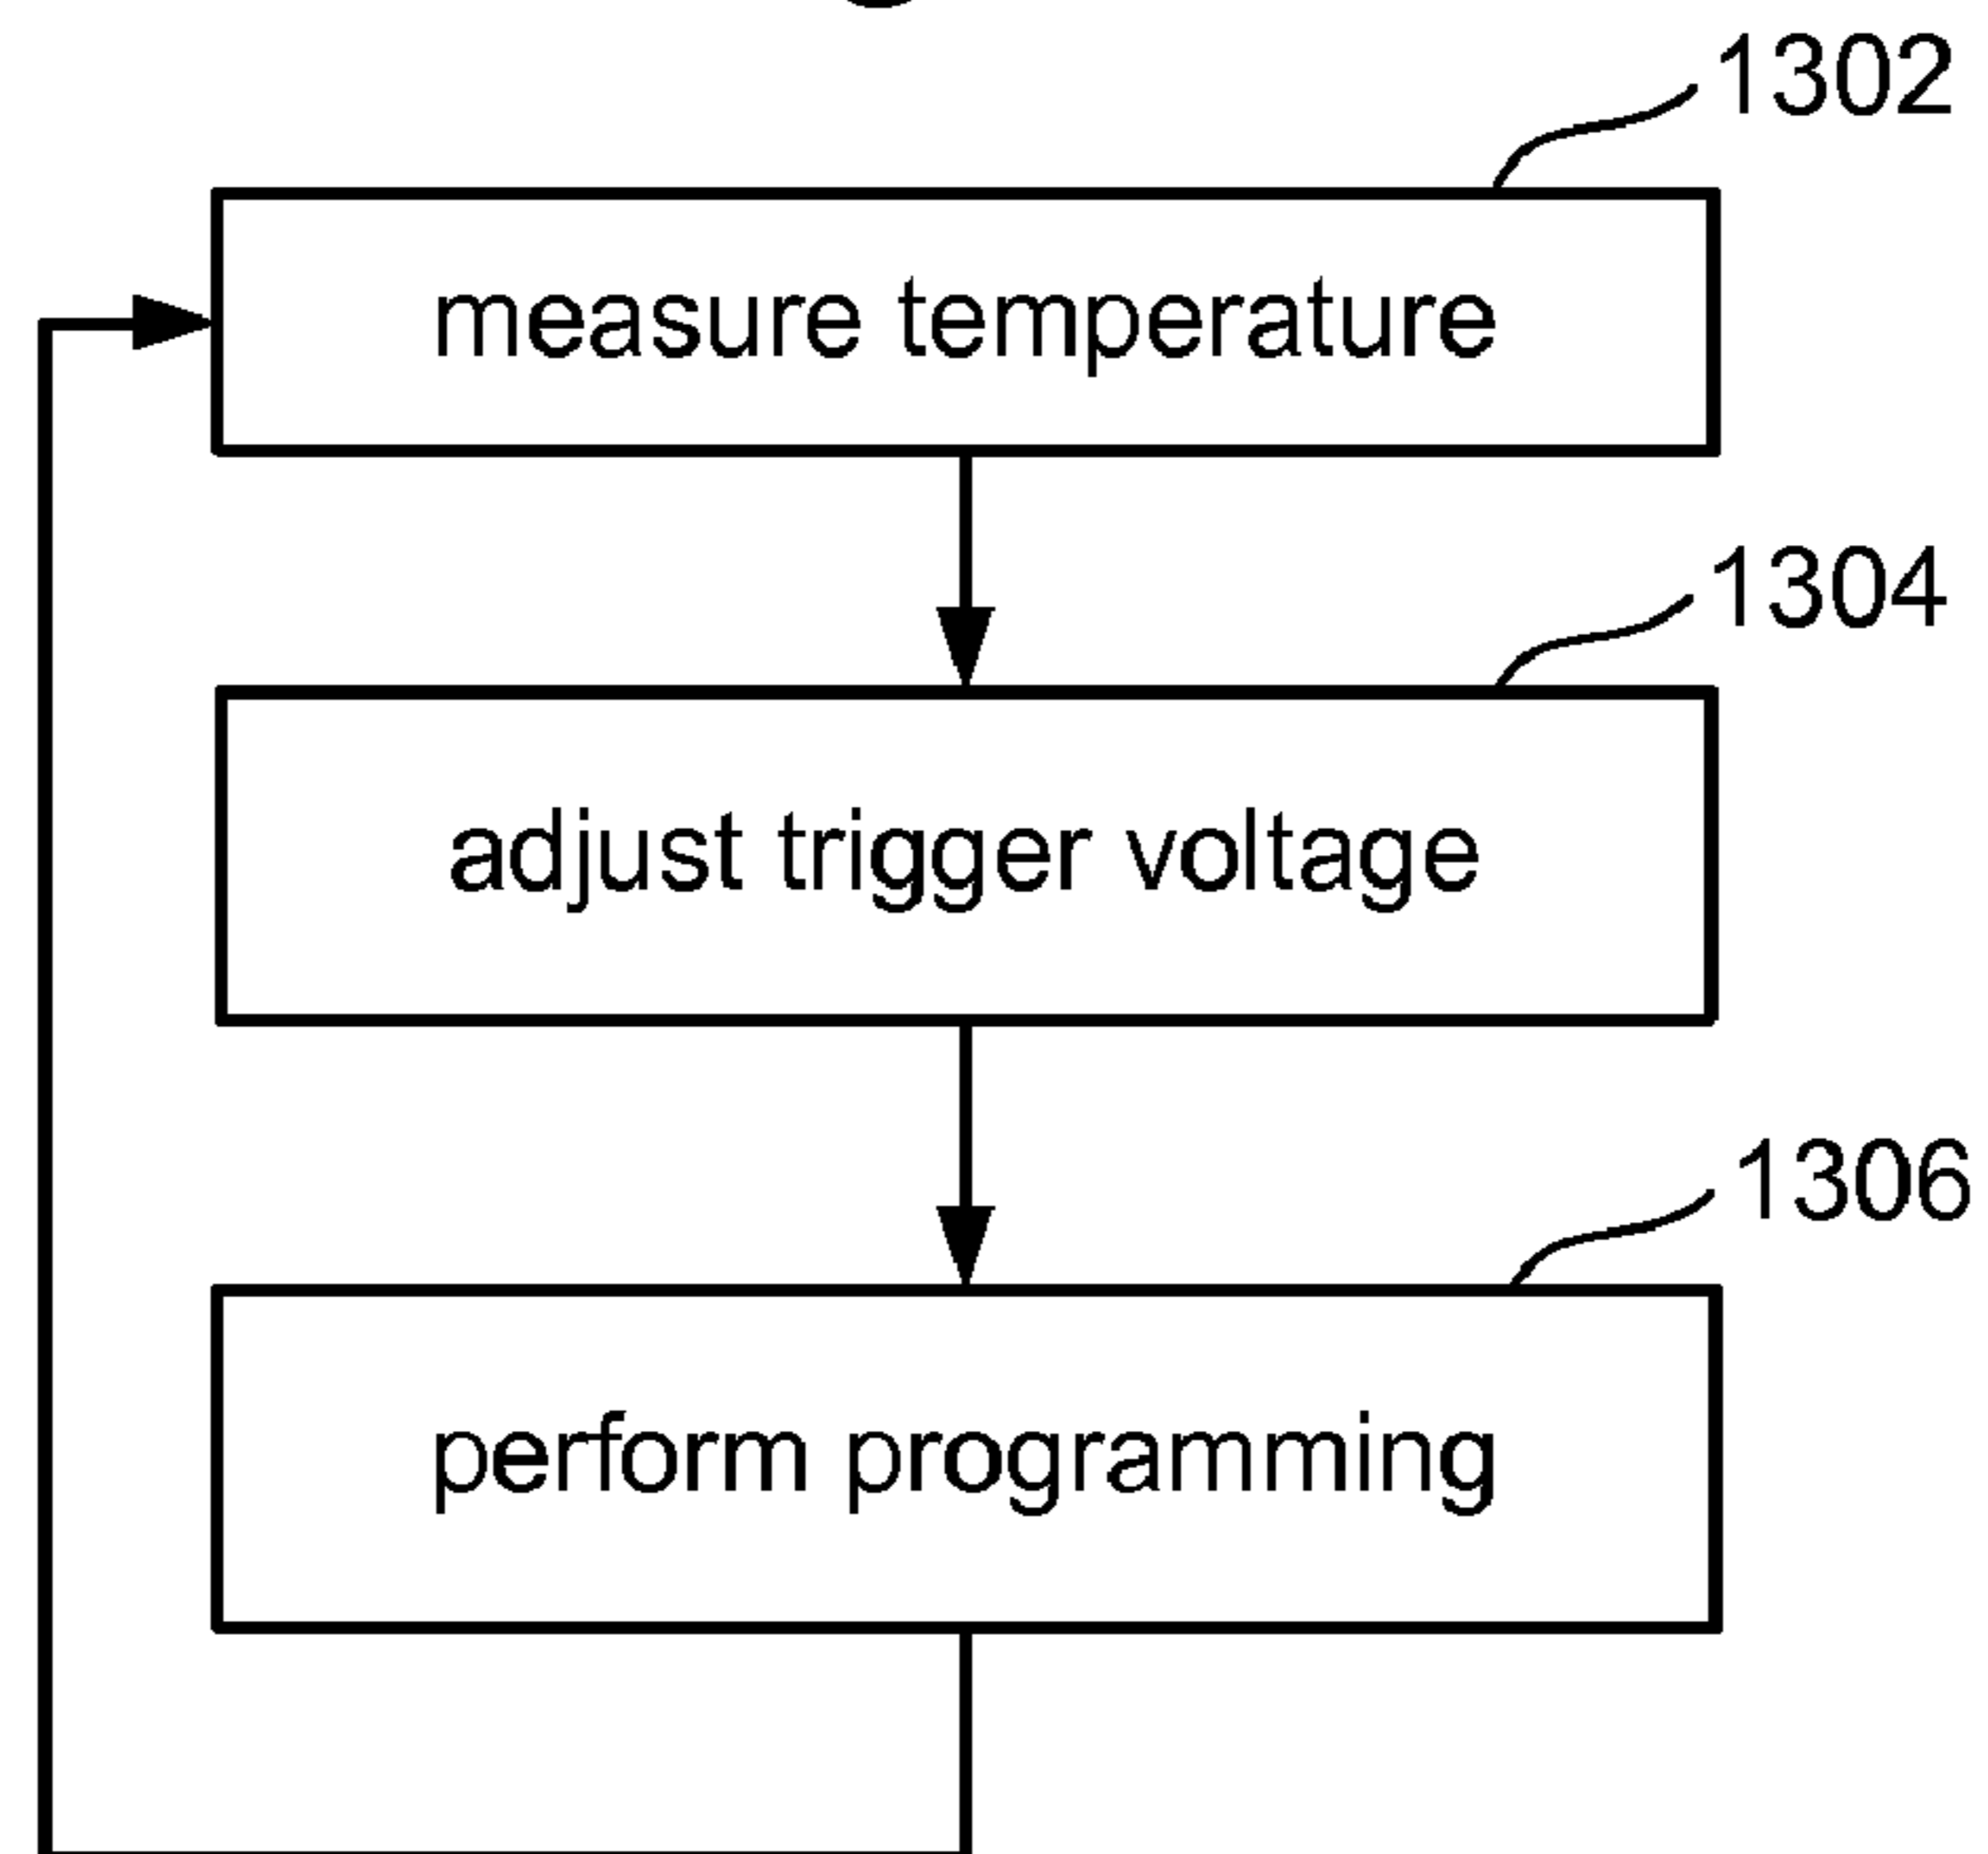 1302
measure temperature
1304
adjust trigger voltage
1306
perform programming